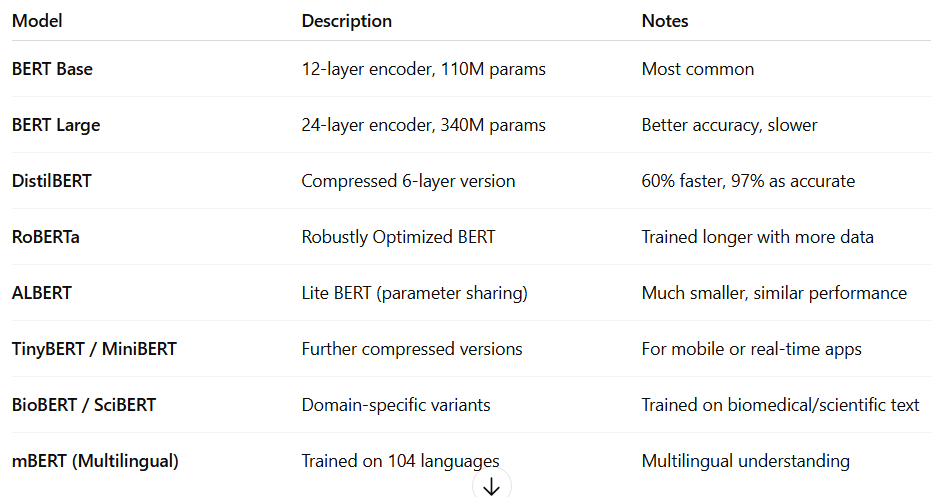 Model Description Notes
BERT Base 12-layer encoder, 110M params Most common
BERT Large 24-layer encoder, 340M params Better accuracy, slower
DistilBERT Compressed 6-layer version 60% faster, 97% as accurate
RoBERTa Robustly Optimized BERT Trained longer with more data
ALBERT Lite BERT (parameter sharing) Much smaller, similar performance
TinyBERT / MiniBERT Further compressed versions For mobile or real-time apps
BioBERT / SciBERT Domain-specific variants Trained on biomedical/scientific text
mBERT (Multilingual) Trained on 104 languages Multilingual understanding